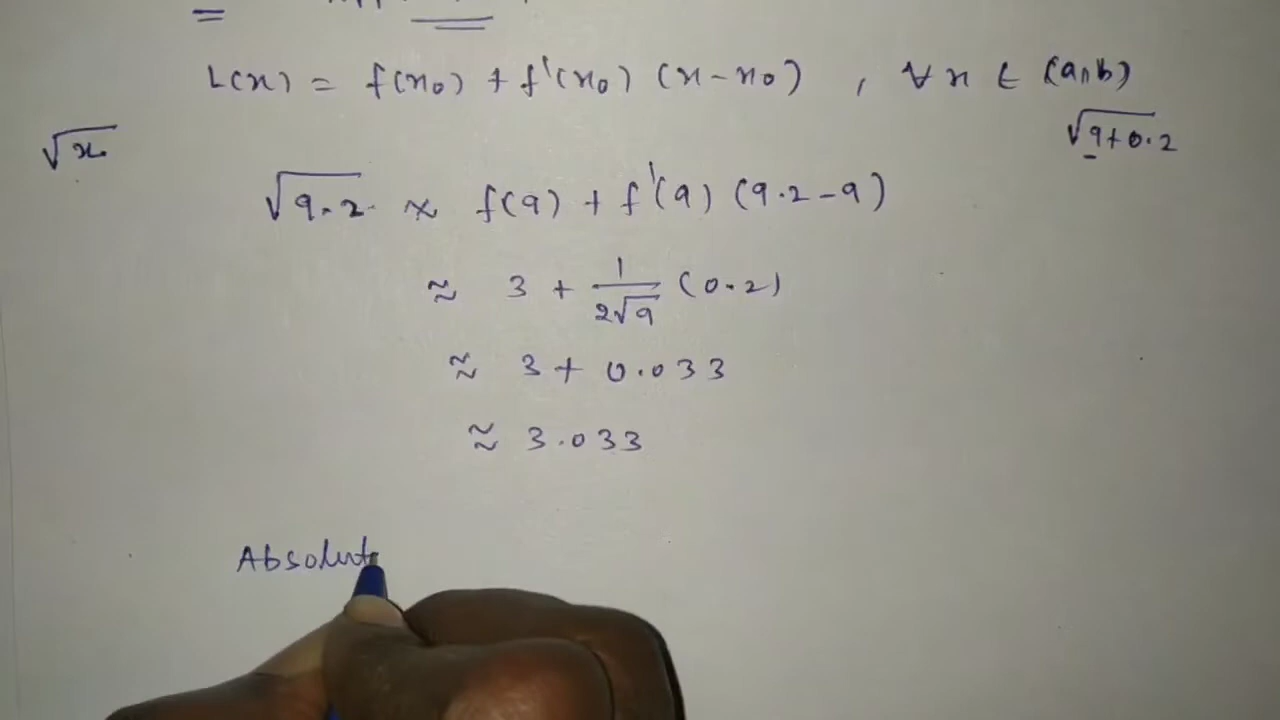 L(x) = f(x₀) + f'(x₀) (x - x₀) , ∀ x ∈ (a,b)
√x
√9+0.2
√9.2 ≈ f(9) + f'(9) (9.2 - 9)
≈ 3 + 1/2√9 (0.2)
≈ 3 + 0.033
≈ 3.033
Absolut